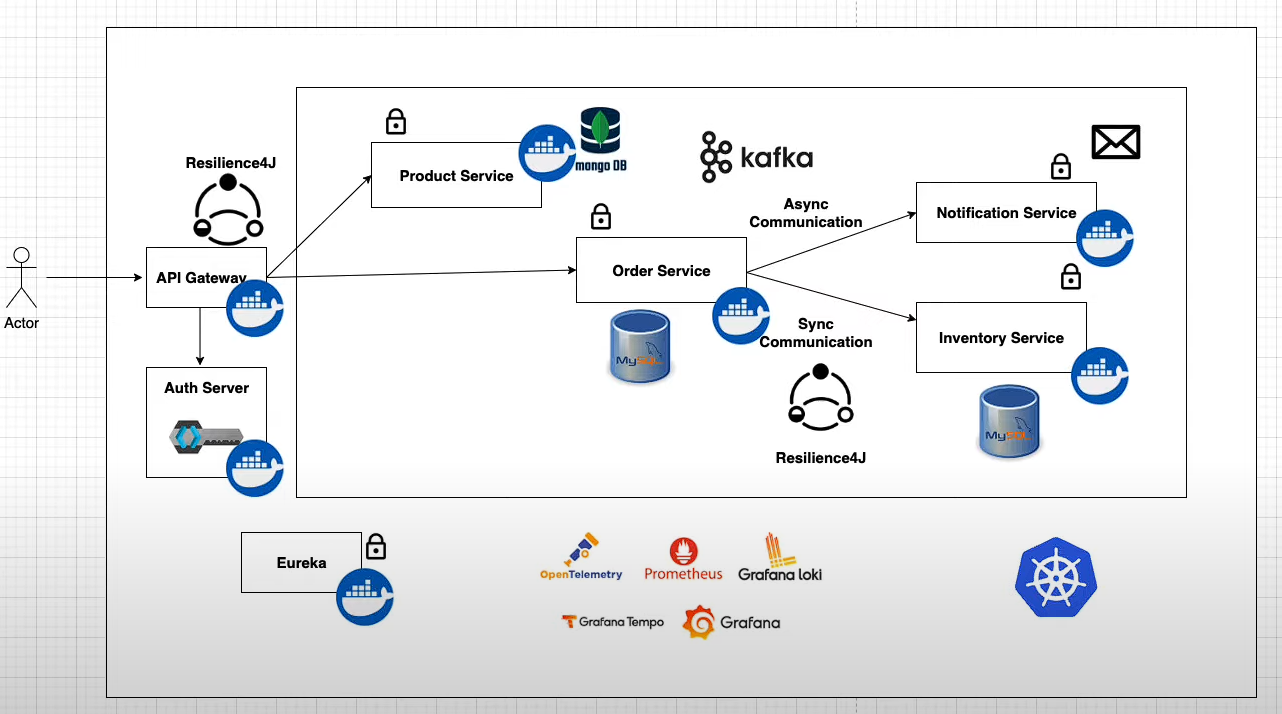 Resilience4J
API Gateway
Actor
Auth Server
Product Service
mongo DB
kafka
Async
Communication
Notification Service
Order Service
MySQL
Sync
Communication
Inventory Service
MySQL
Resilience4J
Eureka
OpenTelemetry
Prometheus
Grafana loki
Grafana Tempo
Grafana